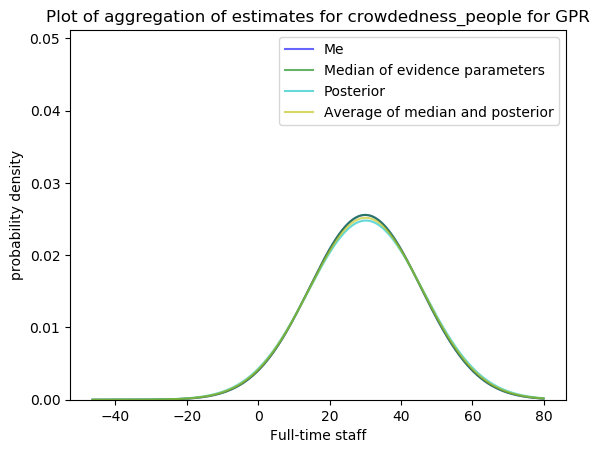 Plot of aggregation of estimates for crowdedness_people for GPR
0.05
0.04
0.03
0.02
0.01
0.00
probability density
Me
Median of evidence parameters
Posterior
Average of median and posterior
−40 −20 0 20 40 60 80
Full-time staff